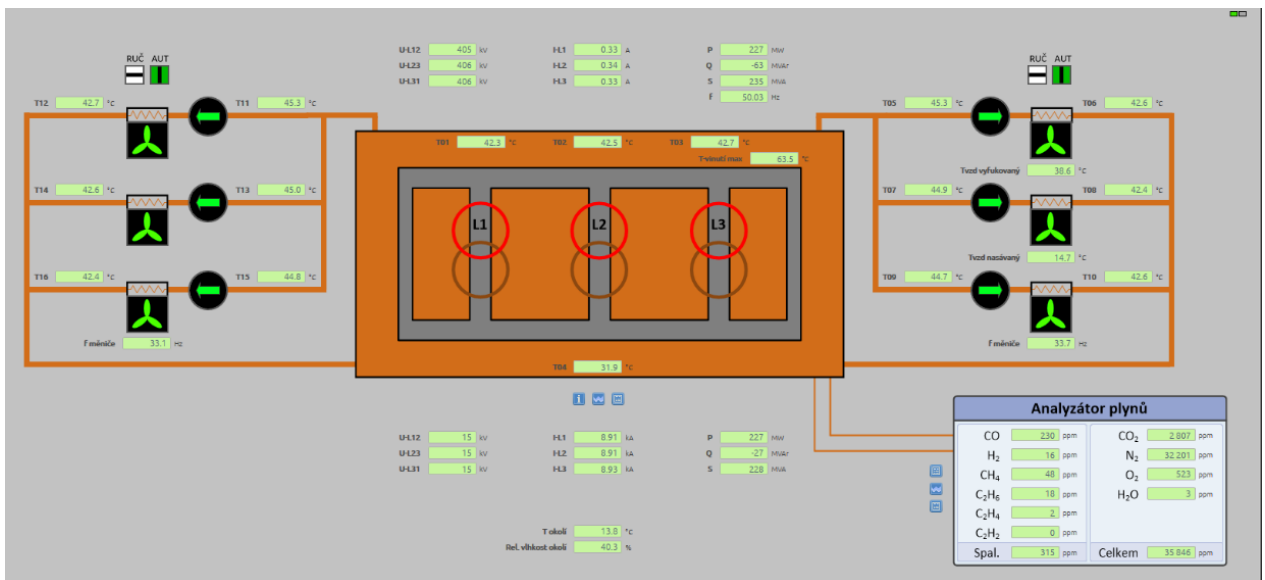 U-L12 405 kV I-L1 0.33 A P 227 MW
U-L23 406 kV I-L2 0.34 A Q -63 MVAr
U-L31 406 kV I-L3 0.33 A S 235 MVA
f 50.03 Hz
RUČ AUT
RUČ AUT
T12 42.7 °C T11 45.3 °C
T05 45.3 °C T06 42.6 °C
T01 42.3 °C T02 42.5 °C T03 42.7 °C
T vinutí max 63.5 °C
Tvzd vyfukovaný 38.6 °C
T14 42.6 °C T13 45.0 °C
T07 44.9 °C T08 42.4 °C
L1 L2 L3
Tvzd nasávaný 14.7 °C
T16 42.4 °C T15 44.8 °C
T09 44.7 °C T10 42.6 °C
f měniče 33.1 Hz
f měniče 33.7 Hz
T04 31.9 °C
U-L12 15 kV I-L1 8.91 kA P 227 MW
U-L23 15 kV I-L2 8.91 kA Q -27 MVAr
U-L31 15 kV I-L3 8.93 kA S 228 MVA
T okolí 13.8 °C
Rel. vlhkost okolí 40.3 %
Analyzátor plynů
CO 230 ppm CO₂ 2 807 ppm
H₂ 16 ppm N₂ 32 201 ppm
CH₄ 48 ppm O₂ 523 ppm
C₂H₆ 18 ppm H₂O 3 ppm
C₂H₄ 2 ppm
C₂H₂ 0 ppm
Spal. 315 ppm Celkem 35 846 ppm